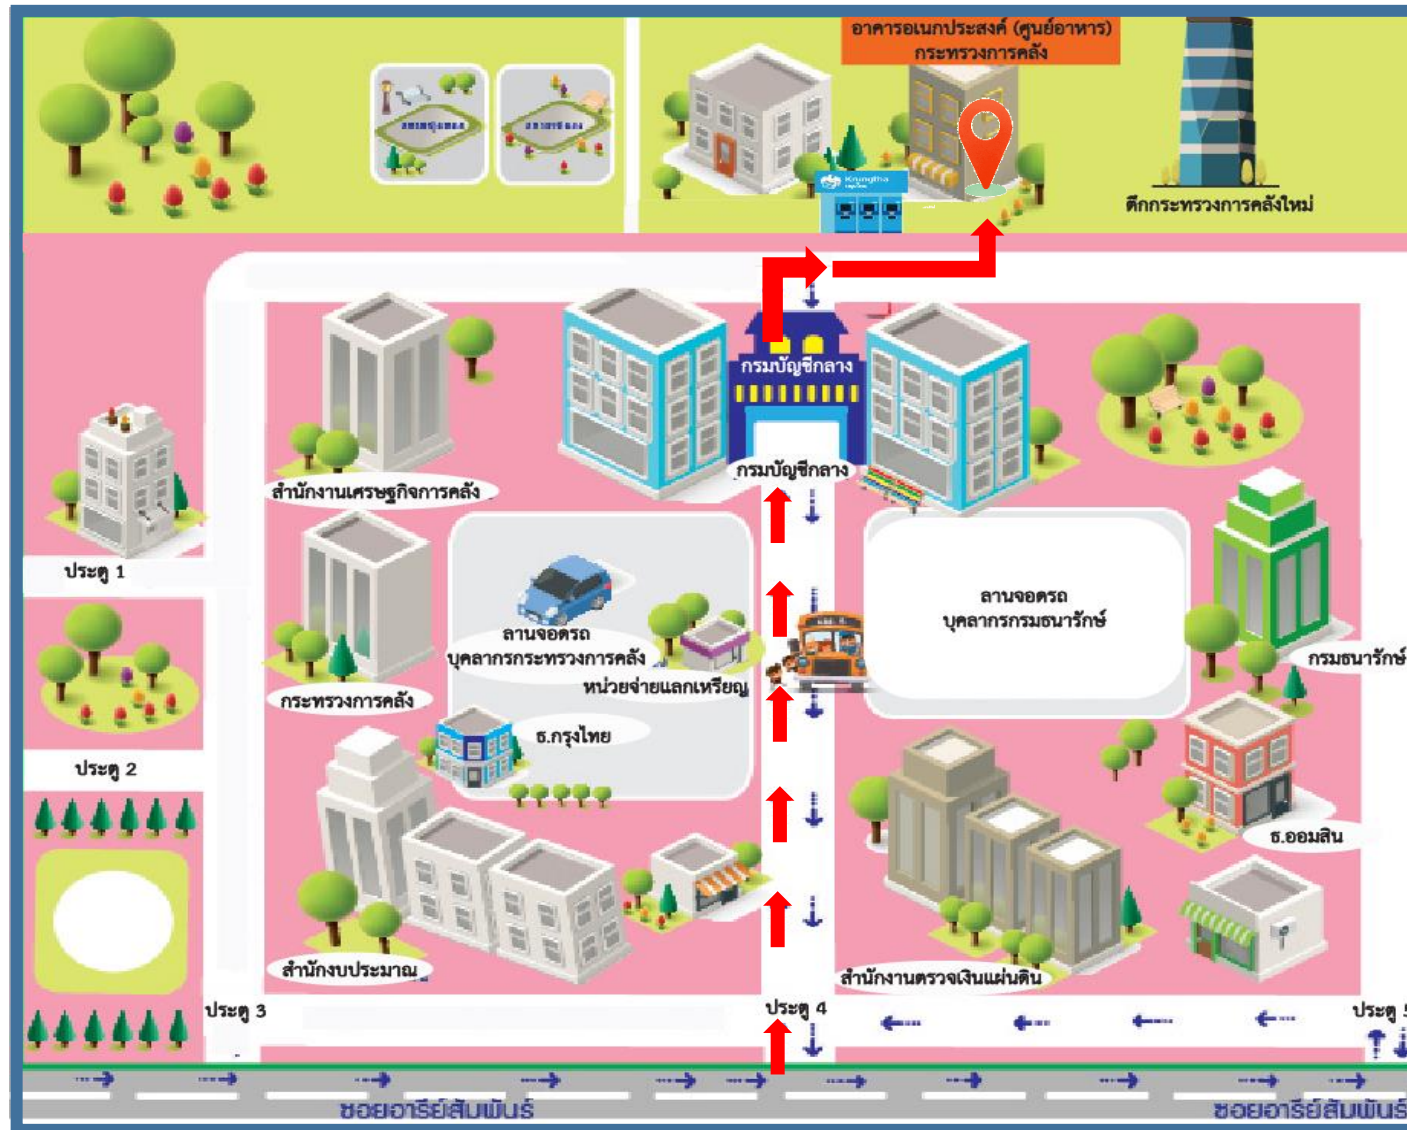 อาคารอเนกประสงค์ (ศูนย์อาหาร)
กระทรวงการคลัง
ตึกกระทรวงการคลังใหม่
กรมบัญชีกลาง
กรมบัญชีกลาง
สำนักงานเศรษฐกิจการคลัง
ประตู 1
ลานจอดรถ
บุคลากรกรมธนารักษ์
ลานจอดรถ
บุคลากรกระทรวงการคลัง
กรมธนารักษ์
หน่วยจ่ายแลกเหรียญ
กระทรวงการคลัง
ธ.กรุงไทย
ประตู 2
ธ.ออมสิน
สำนักงบประมาณ
สำนักงานตรวจเงินแผ่นดิน
ประตู 3
ประตู 4
ประตู 5
ซอยอารีย์สัมพันธ์
ซอยอารีย์สัมพันธ์